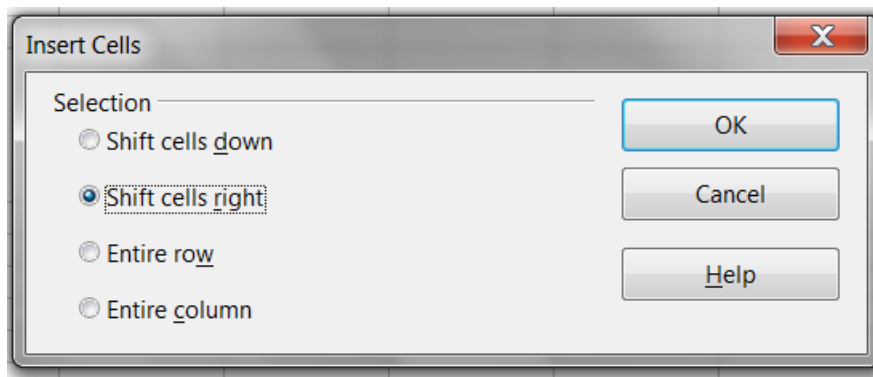 Insert Cells
Selection
Shift cells down
Shift cells right
Entire row
Entire column
OK
Cancel
Help